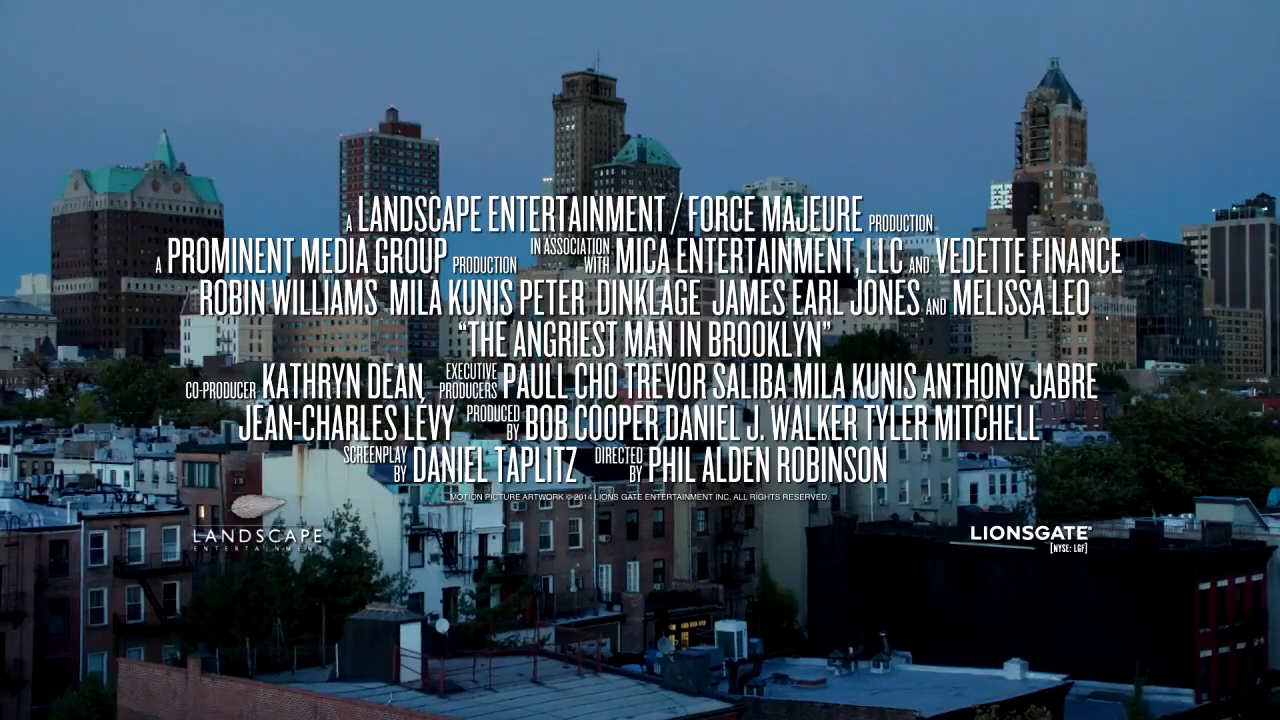 A LANDSCAPE ENTERTAINMENT / FORCE MAJEURE PRODUCTION
A PROMINENT MEDIA GROUP PRODUCTION IN ASSOCIATION WITH MICA ENTERTAINMENT, LLC AND VEDETTE FINANCE
ROBIN WILLIAMS MILA KUNIS PETER DINKLAGE JAMES EARL JONES AND MELISSA LEO
“THE ANGRIEST MAN IN BROOKLYN”
CO-PRODUCER KATHRYN DEAN, EXECUTIVE PRODUCERS PAULL CHO TREVOR SALIBA MILA KUNIS ANTHONY JABRE
JEAN-CHARLES LÉVY PRODUCED BY BOB COOPER DANIEL J. WALKER TYLER MITCHELL
SCREENPLAY BY DANIEL TAPLITZ DIRECTED BY PHIL ALDEN ROBINSON
MOTION PICTURE ARTWORK © 2014 LIONS GATE ENTERTAINMENT INC. ALL RIGHTS RESERVED.
LANDSCAPE
ENTERTAINMENT
LIONSGATE
[NYSE: LGF]